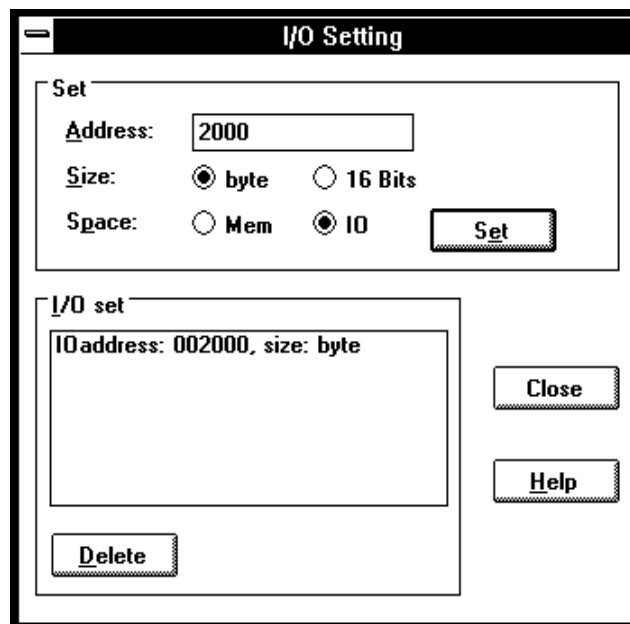 I/O Setting
Set
Address: 2000
Size: byte 16 Bits
Space: Mem IO
Set
I/O set
IOaddress: 002000, size: byte
Close
Help
Delete